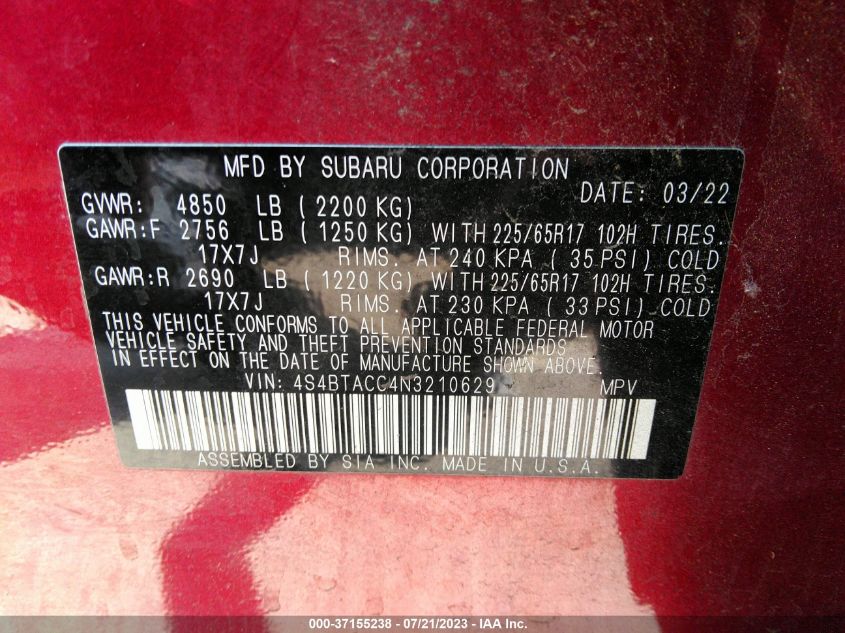 MFD BY SUBARU CORPORATION
DATE: 03/22
GVWR: 4850 LB ( 2200 KG)
GAWR:F 2756 LB ( 1250 KG) WITH 225/65R17 102H TIRES.
17X7J RIMS. AT 240 KPA ( 35 PSI) COLD
GAWR:R 2690 LB ( 1220 KG) WITH 225/65R17 102H TIRES.
17X7J RIMS. AT 230 KPA ( 33 PSI) COLD
THIS VEHICLE CONFORMS TO ALL APPLICABLE FEDERAL MOTOR
VEHICLE SAFETY AND THEFT PREVENTION STANDARDS
IN EFFECT ON THE DATE OF MANUFACTURE SHOWN ABOVE.
VIN: 4S4BTACC4N3210629 MPV
ASSEMBLED BY SIA INC. MADE IN U.S.A.
000-37155238 - 07/21/2023 - IAA Inc.